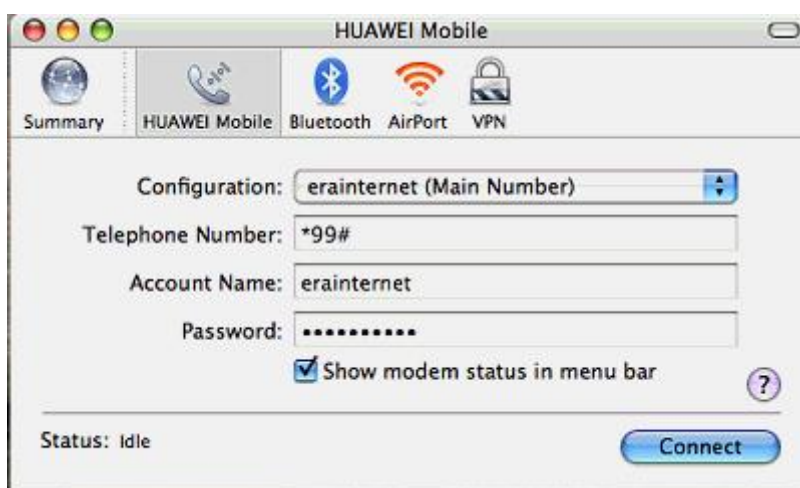 HUAWEI Mobile
Summary HUAWEI Mobile Bluetooth AirPort VPN
Configuration: erainternet (Main Number)
Telephone Number: *99#
Account Name: erainternet
Password: ••••••••••
Show modem status in menu bar
?
Status: Idle
Connect